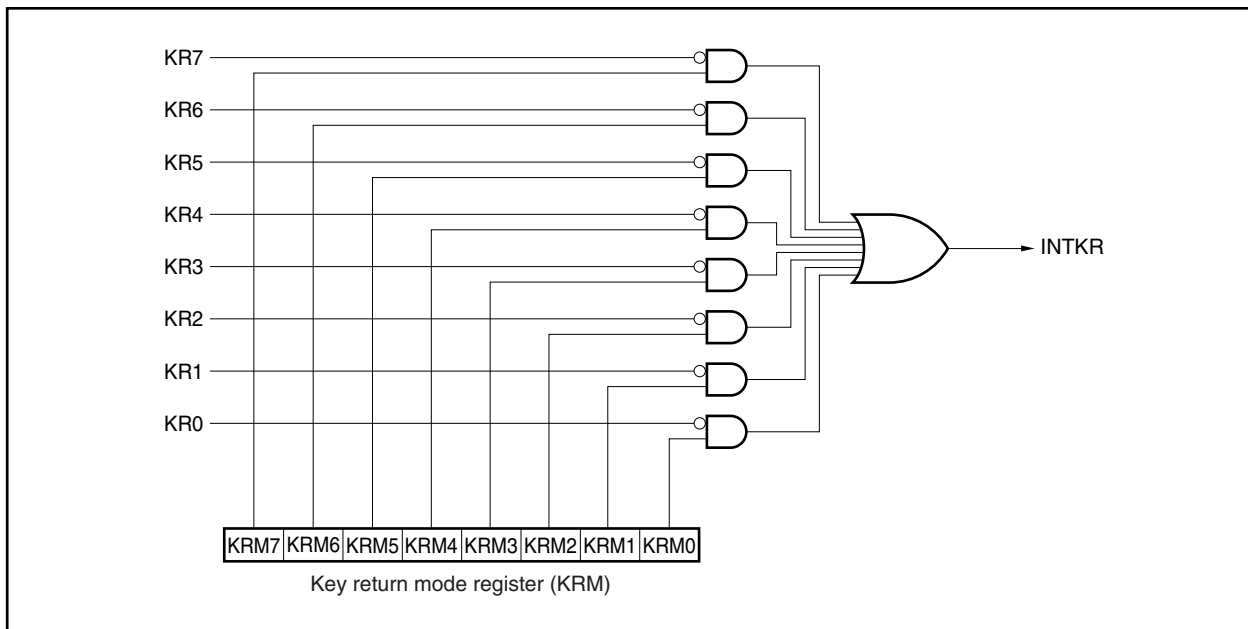 KR7
KR6
KR5
KR4
KR3
INTKR
KR2
KR1
KR0
KRM7 KRM6 KRM5 KRM4 KRM3 KRM2 KRM1 KRM0
Key return mode register (KRM)